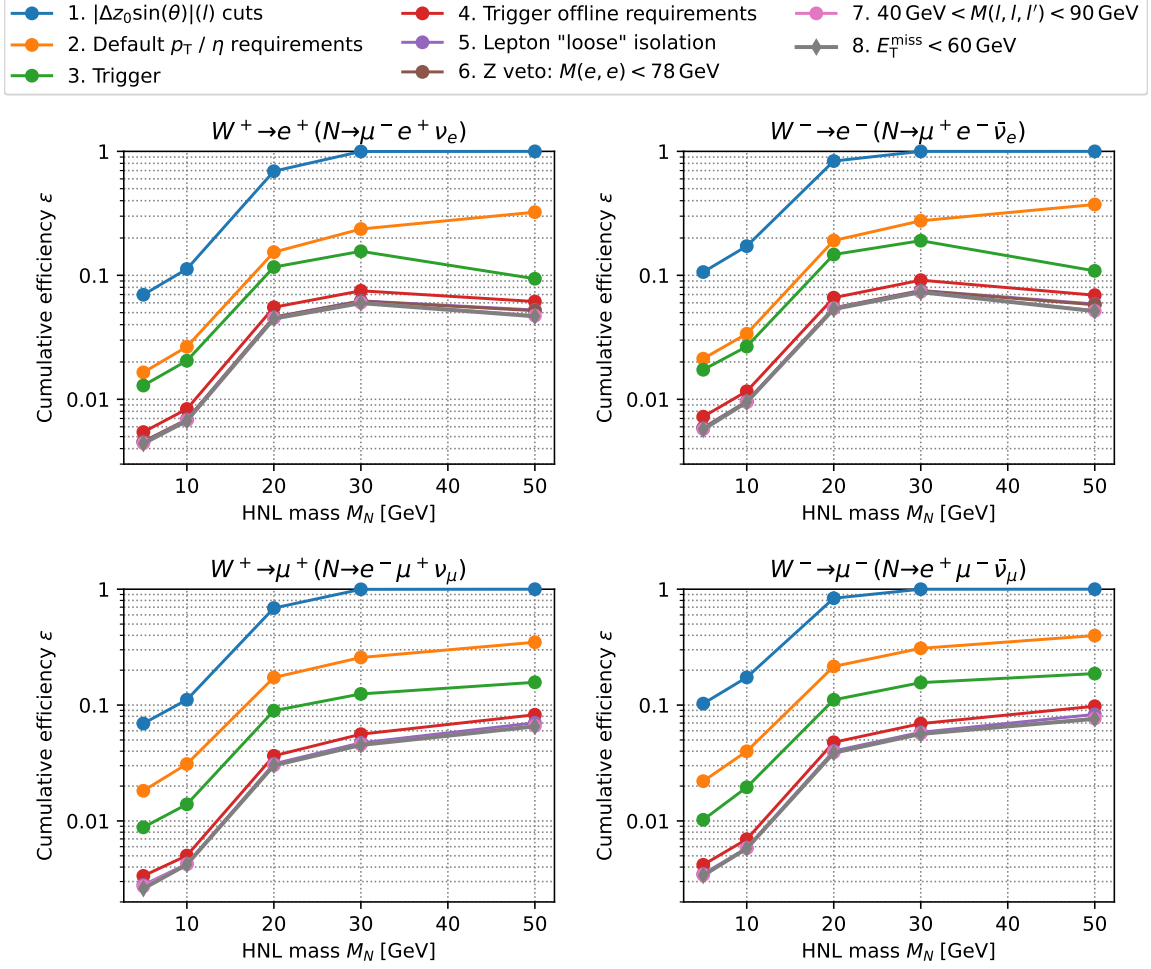 1. |Δz₀sin(θ)|(l) cuts
2. Default p_T / η requirements
3. Trigger
4. Trigger offline requirements
5. Lepton "loose" isolation
6. Z veto: M(e, e) < 78 GeV
7. 40 GeV < M(l, l, l′) < 90 GeV
8. E_T^miss < 60 GeV
W⁺→e⁺(N→μ⁻e⁺ν_e)
1
0.1
0.01
Cumulative efficiency ε
10 20 30 40 50
HNL mass M_N [GeV]
W⁻→e⁻(N→μ⁺e⁻ν̄_e)
1
0.1
0.01
Cumulative efficiency ε
10 20 30 40 50
HNL mass M_N [GeV]
W⁺→μ⁺(N→e⁻μ⁺ν_μ)
1
0.1
0.01
Cumulative efficiency ε
10 20 30 40 50
HNL mass M_N [GeV]
W⁻→μ⁻(N→e⁺μ⁻ν̄_μ)
1
0.1
0.01
Cumulative efficiency ε
10 20 30 40 50
HNL mass M_N [GeV]